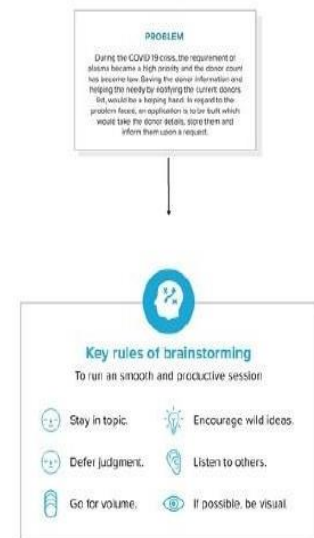 PROBLEM
During the COVID 19 crisis, the requirement of
plasma became a high priority and the donor count
has become low. Saving the donor information and
helping the needy by notifying the current donors
list, would be a helping hand. In regard to the
problem faced, an application is to be built which
would take the donor details, store them and
inform them upon a request.
Key rules of brainstorming
To run an smooth and productive session
Stay in topic.
Encourage wild ideas.
Defer judgment.
Listen to others.
Go for volume.
If possible, be visual.